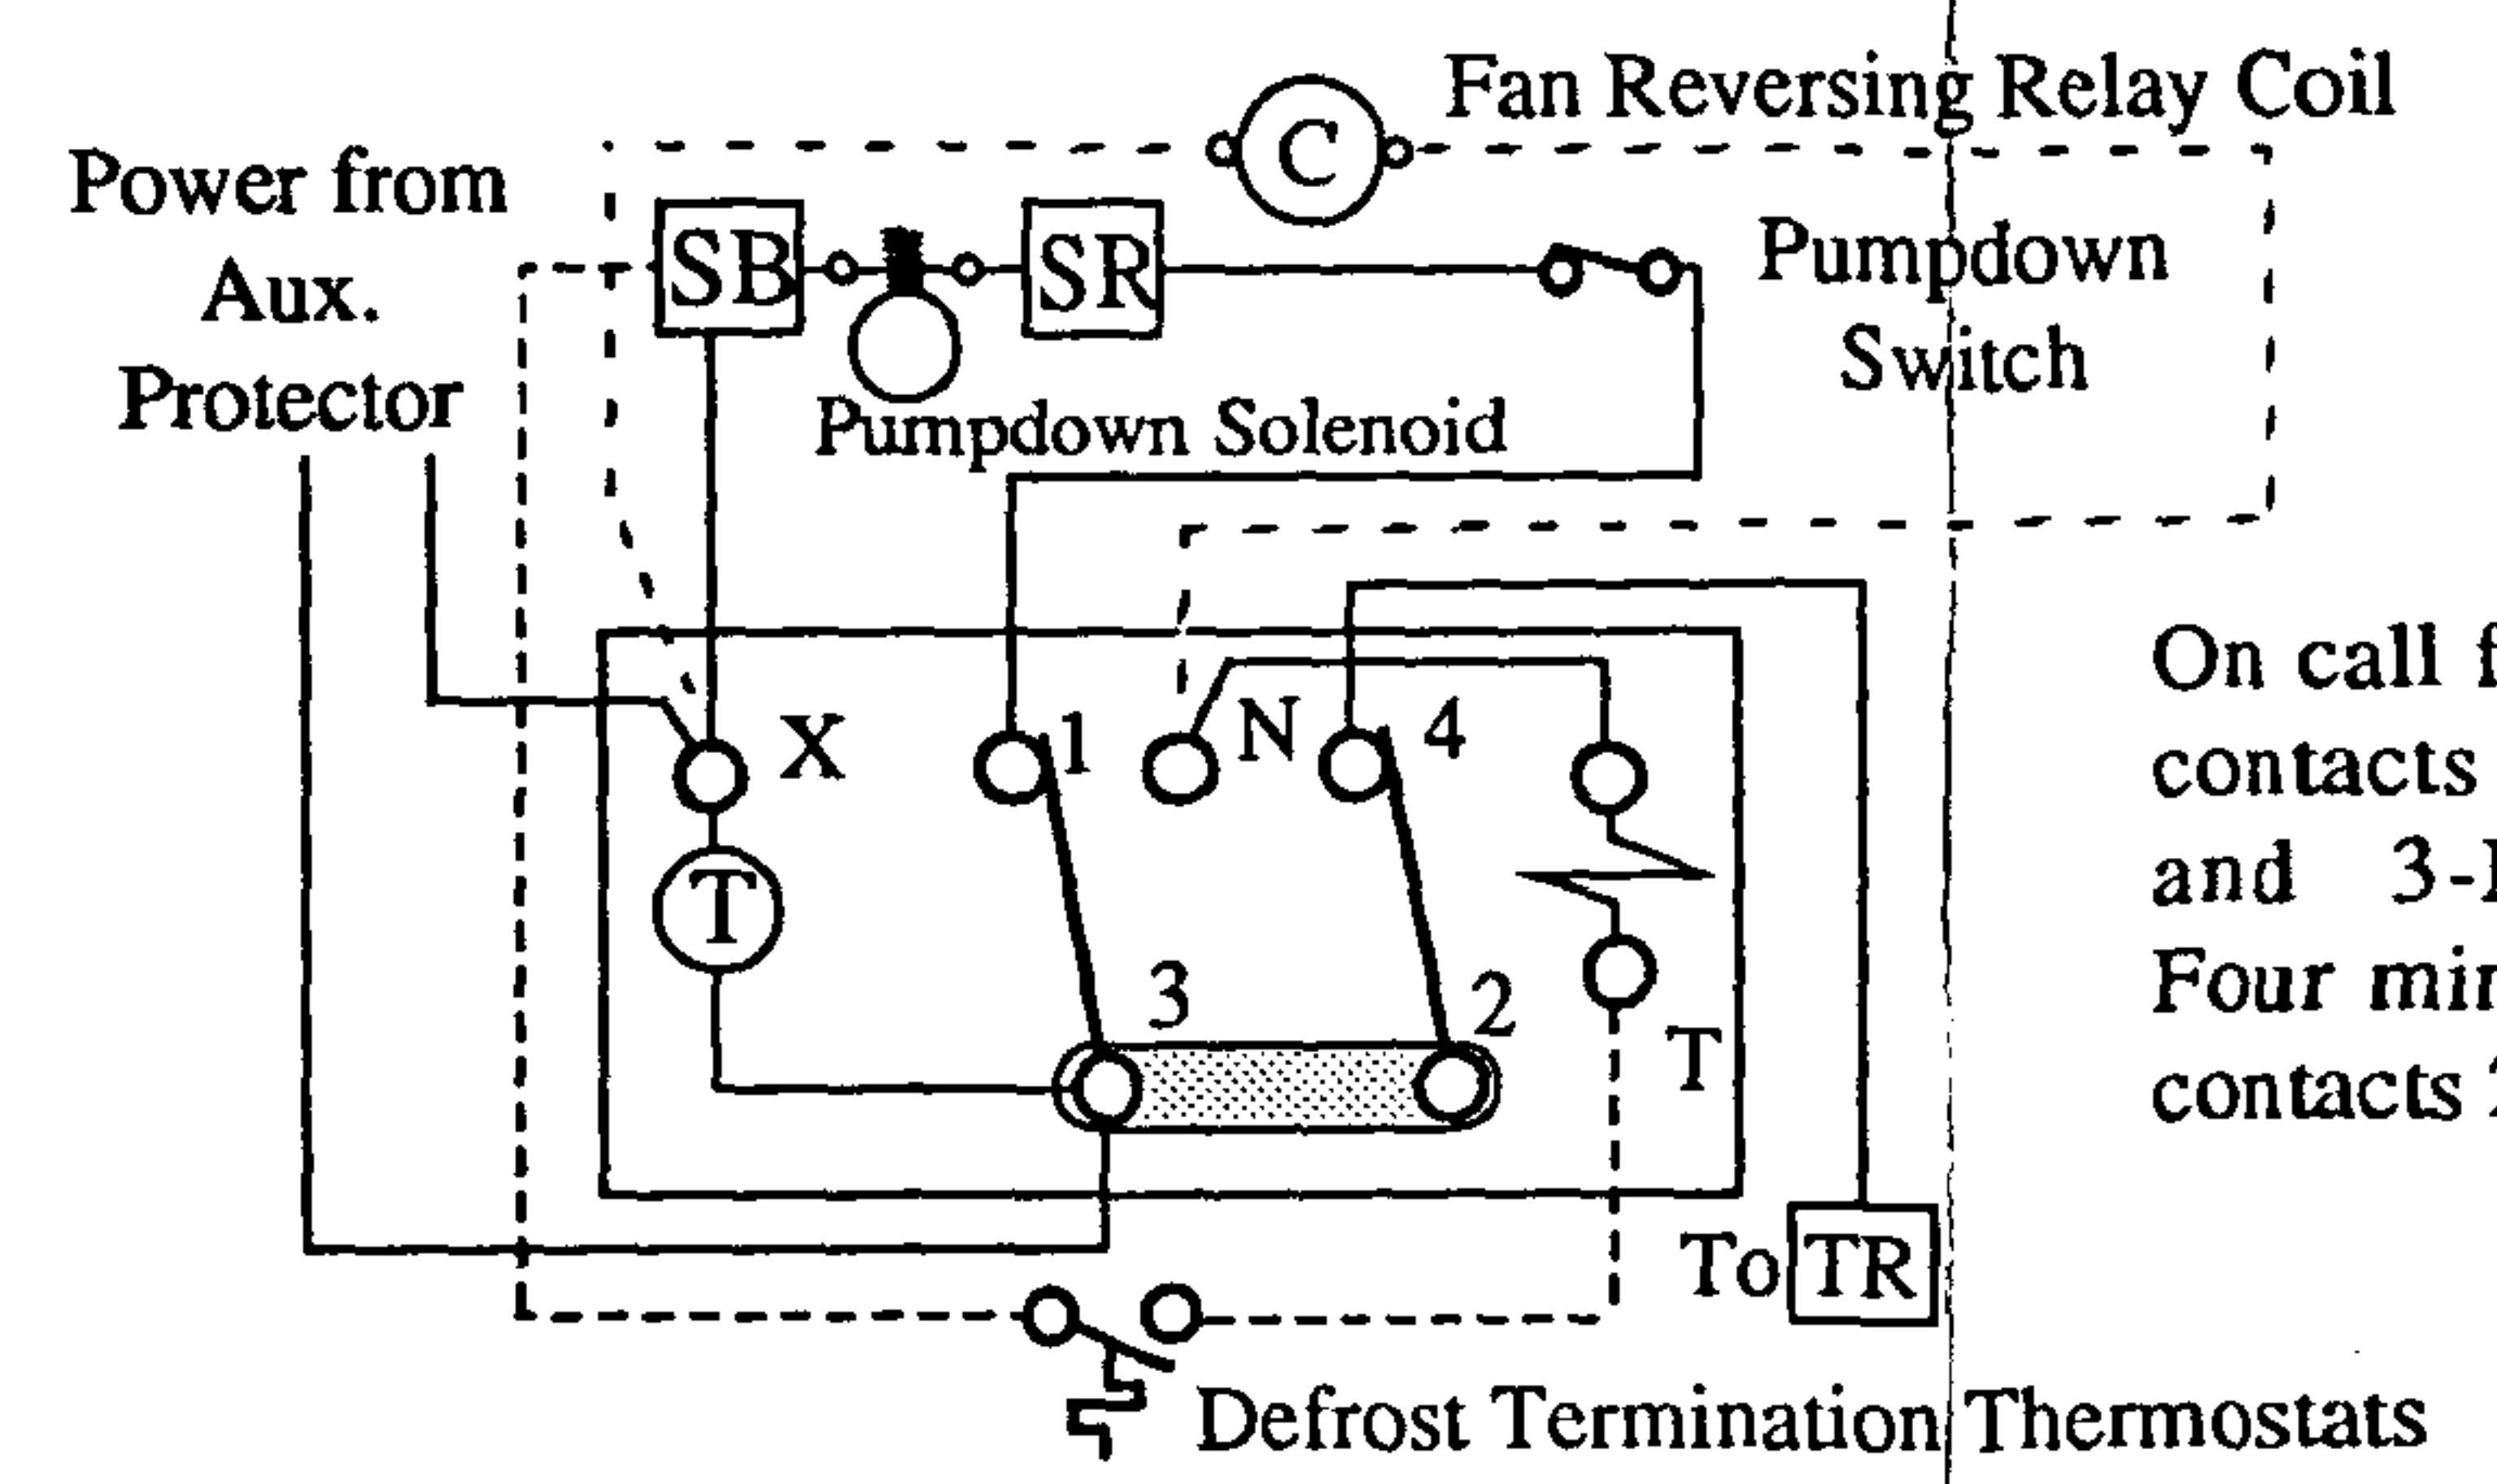 Fan Reversing Relay Coil
C
Power from
Aux.
Protector
SB
SR
Pumpdown
Switch
Pumpdown Solenoid
X
1
N
4
T
3
2
T
To TR
Defrost Termination Thermostats
On call f
contacts
and 3-
Four min
contacts 2